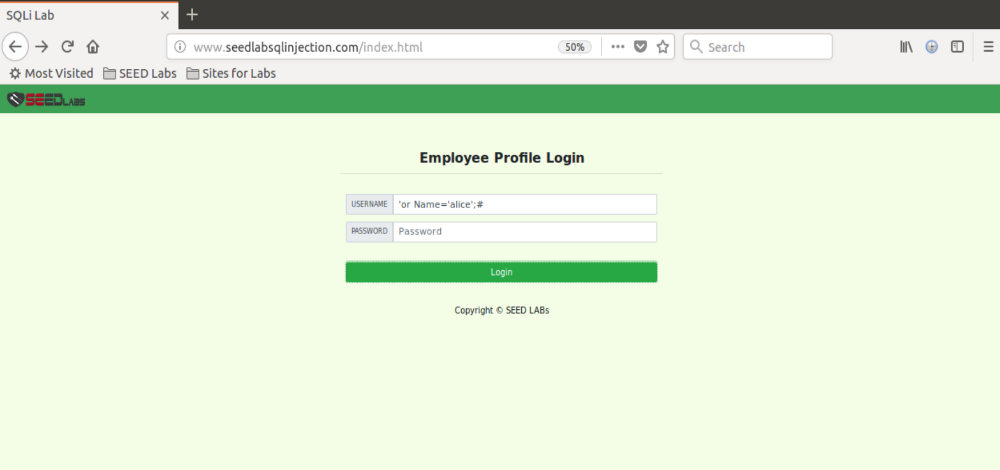 SQLi Lab
www.seedlabsqlinjection.com/index.html 50% Search
Most Visited SEED Labs Sites for Labs
SEEDLABS
Employee Profile Login
USERNAME 'or Name='alice';#
PASSWORD Password
Login
Copyright © SEED LABs